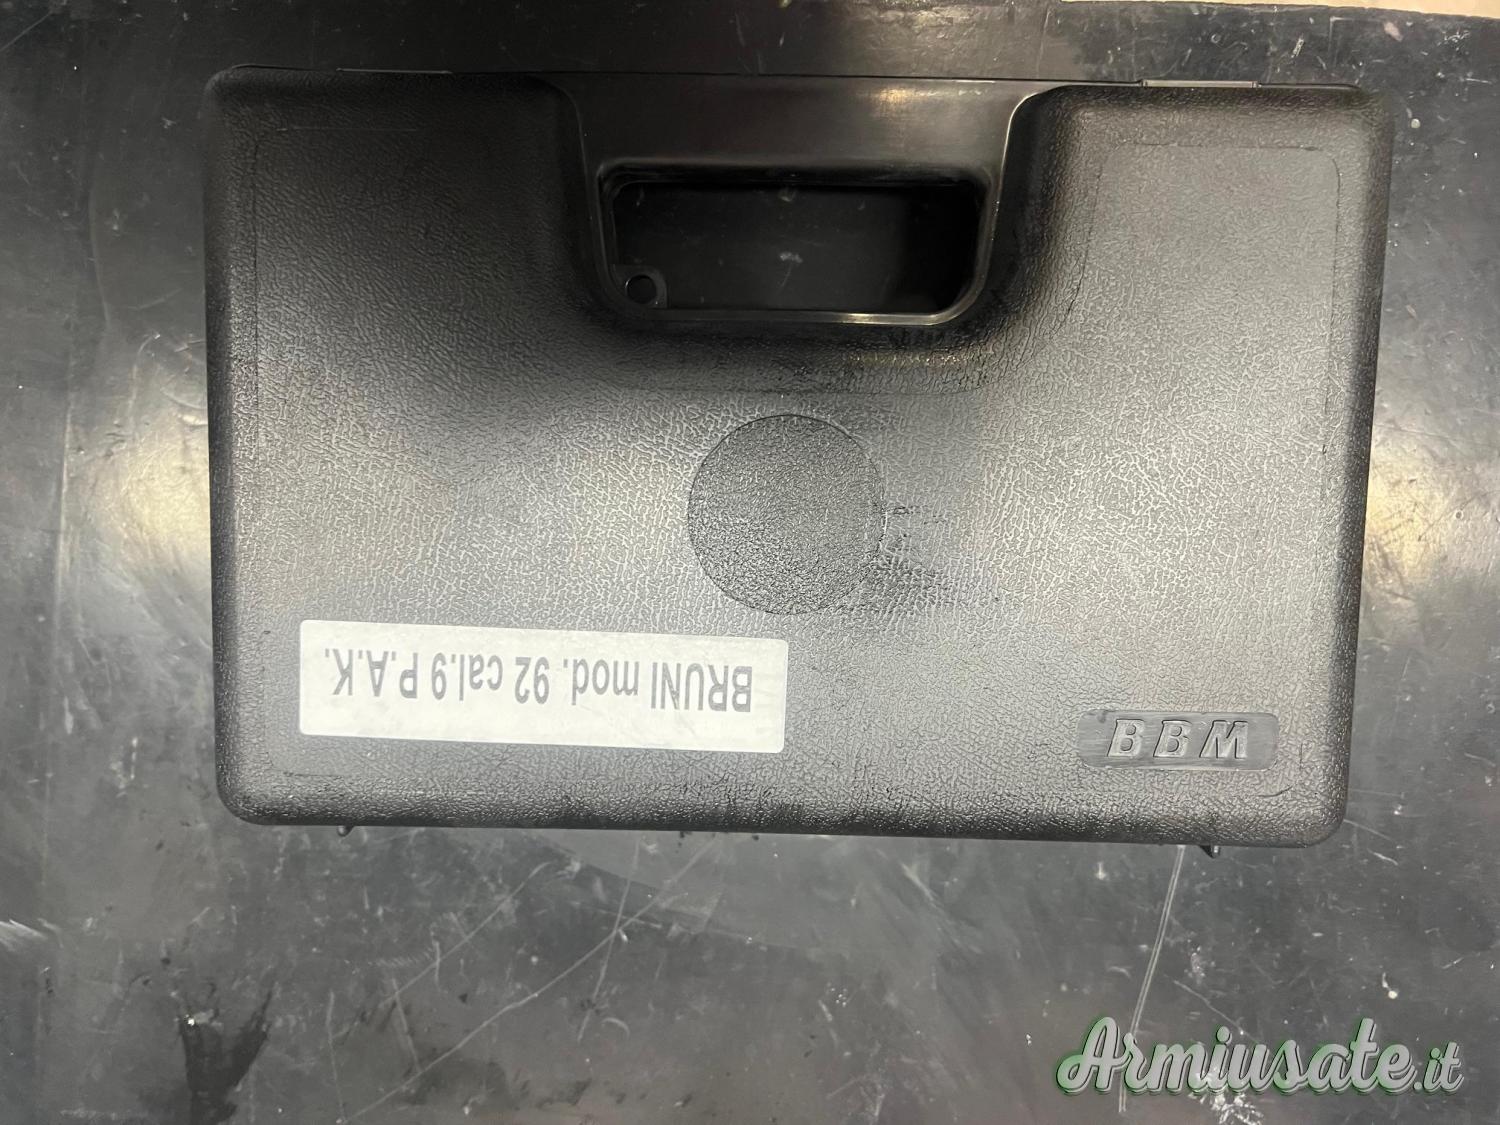 BRUNI mod. 92 cal.9 P.A.K.
BBM
Armiusate.it